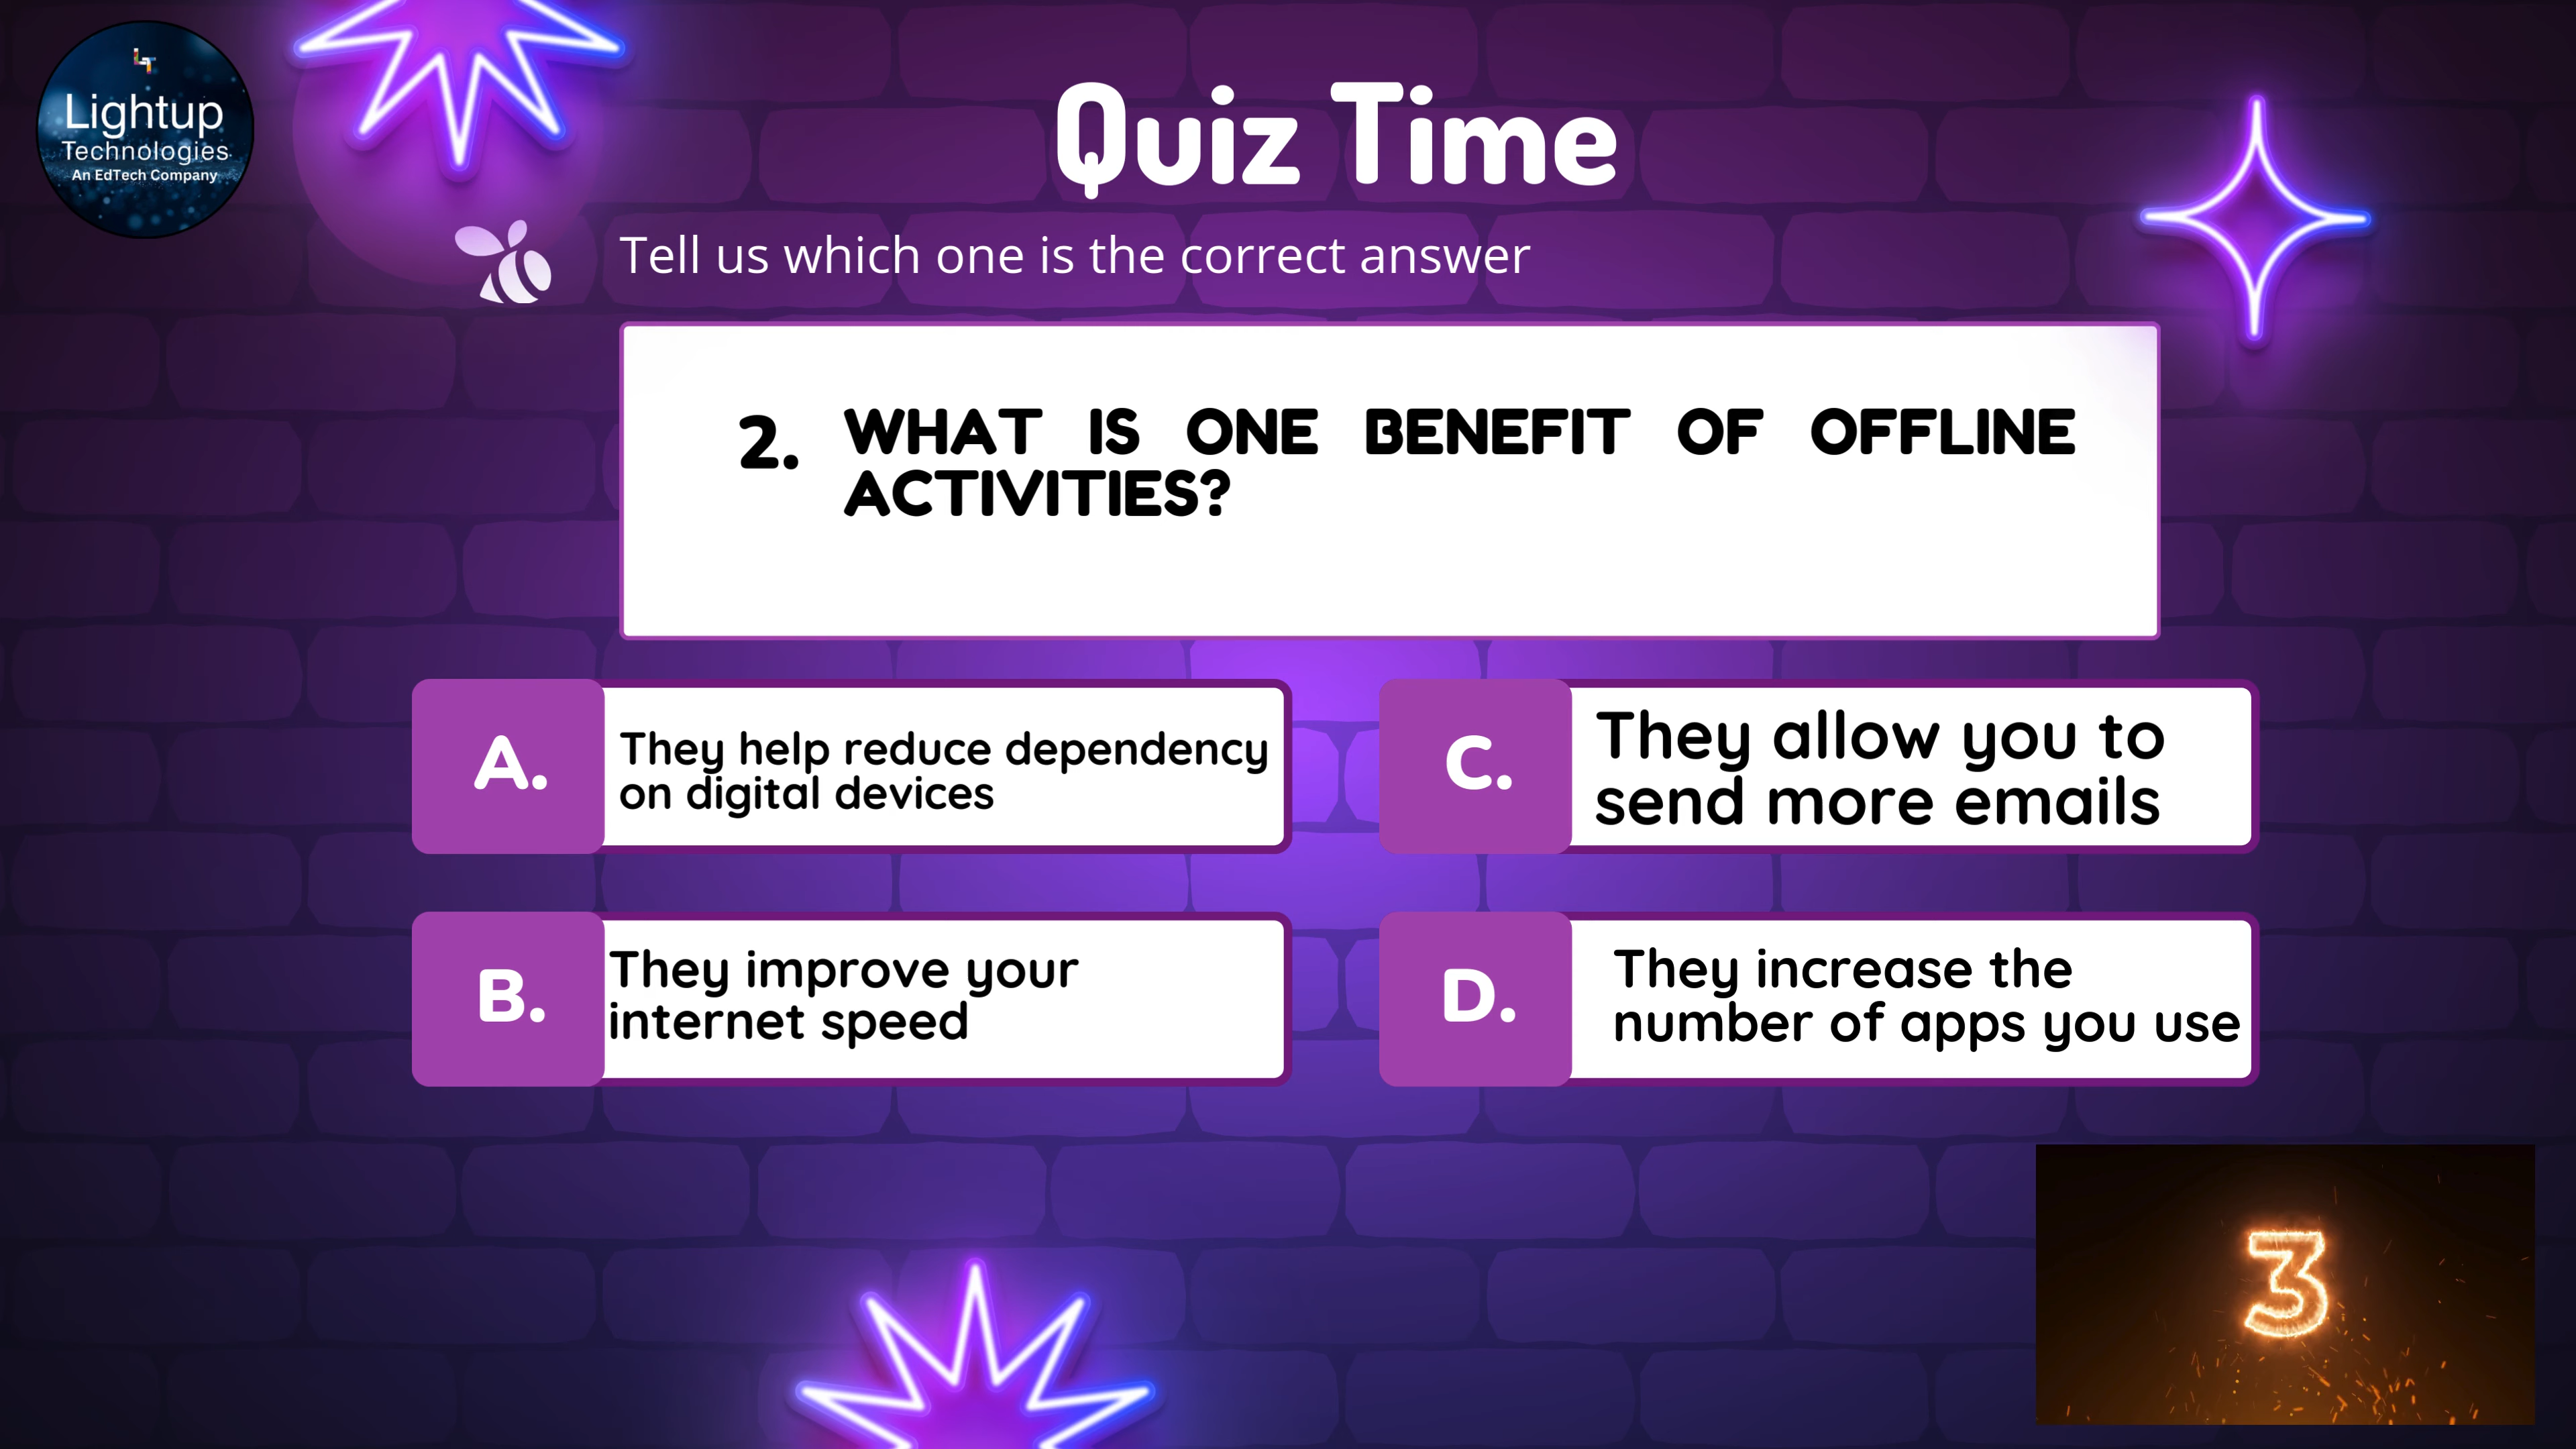 Lightup
Technologies
An EdTech Company
Quiz Time
Tell us which one is the correct answer
2. WHAT IS ONE BENEFIT OF OFFLINE
ACTIVITIES?
A. They help reduce dependency
on digital devices
B. They improve your
internet speed
C. They allow you to
send more emails
D. They increase the
number of apps you use
3